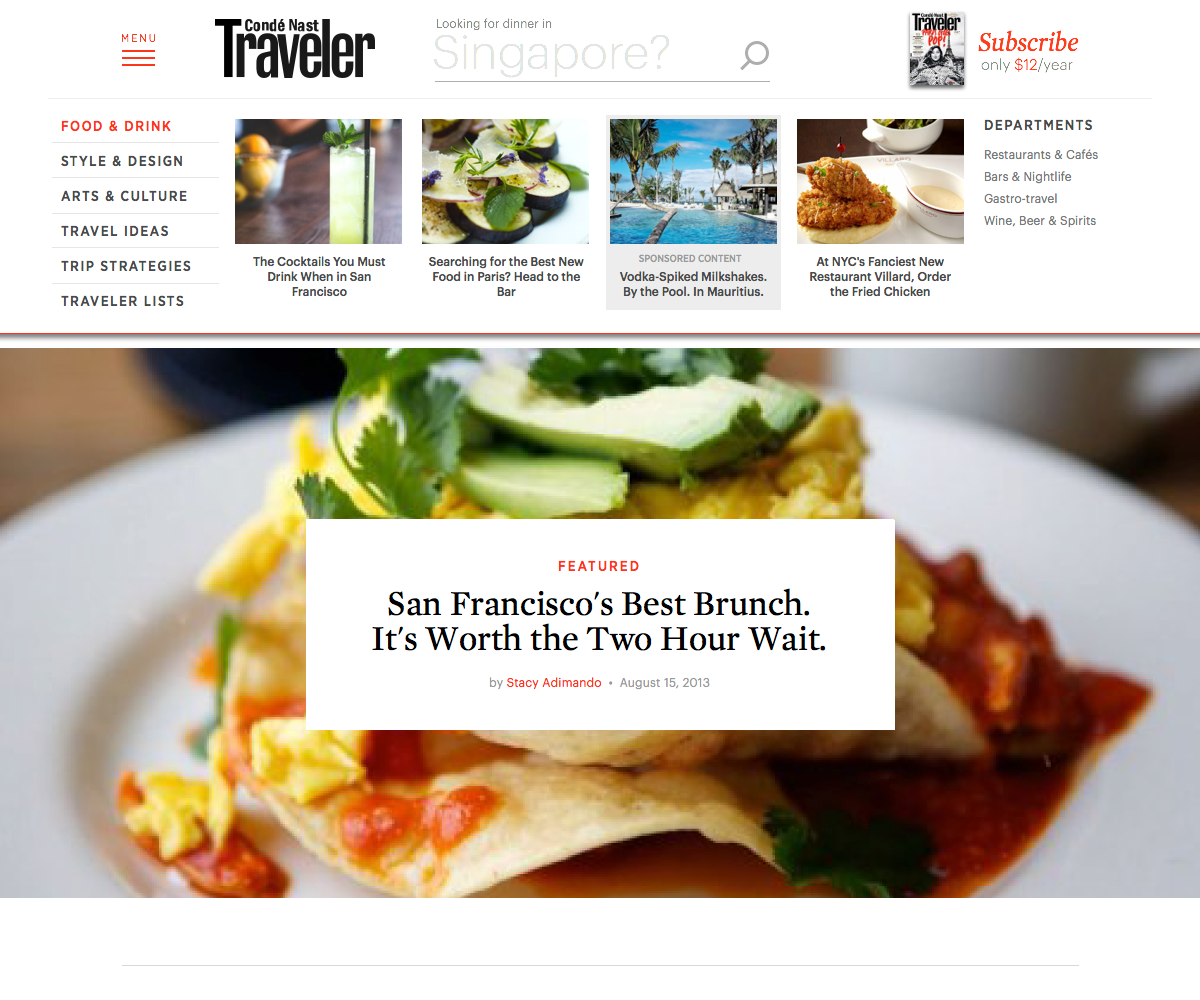 MENU
Condé Nast
Traveler
Looking for dinner in
Singapore?
Condé Nast
Traveler
POP!
Subscribe
only $12/year
FOOD & DRINK
STYLE & DESIGN
ARTS & CULTURE
TRAVEL IDEAS
TRIP STRATEGIES
TRAVELER LISTS
The Cocktails You Must
Drink When in San
Francisco
Searching for the Best New
Food in Paris? Head to the
Bar
SPONSORED CONTENT
Vodka-Spiked Milkshakes.
By the Pool. In Mauritius.
VILLARD
At NYC's Fanciest New
Restaurant Villard, Order
the Fried Chicken
DEPARTMENTS
Restaurants & Cafés
Bars & Nightlife
Gastro-travel
Wine, Beer & Spirits
FEATURED
San Francisco's Best Brunch.
It's Worth the Two Hour Wait.
by Stacy Adimando • August 15, 2013